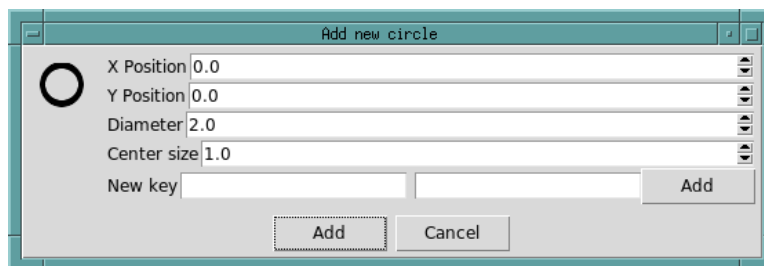 Add new circle
X Position 0.0
Y Position 0.0
Diameter 2.0
Center size 1.0
New key Add
Add Cancel